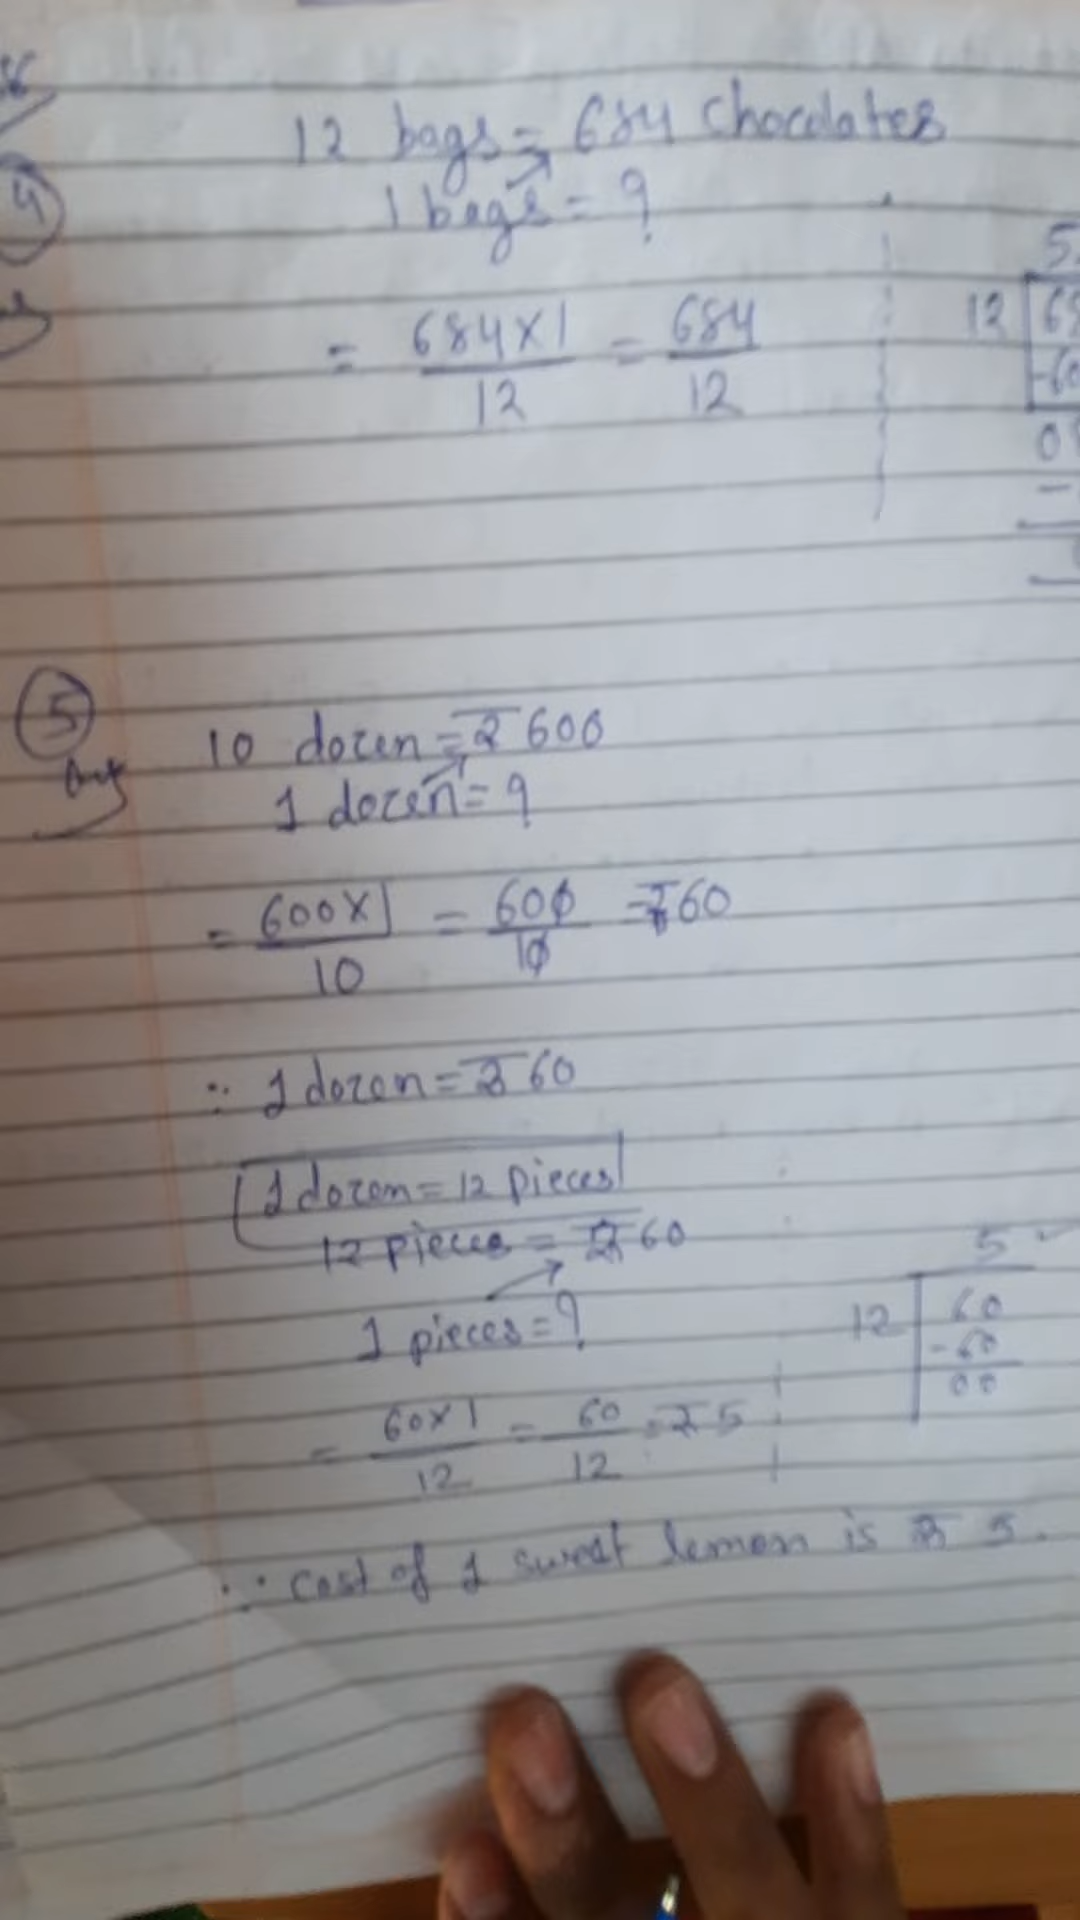 12 bags = 684 Chocolates
4
1 bags = ?
= 684×1/12 = 684/12
5
12
10 dozen = ₹ 600
Ans
1 dozen = ?
= 600×1/10 = 600/10 = ₹60
∴ 1 dozen = ₹ 60
1 dozen = 12 pieces
12 pieces = ₹ 60
1 pieces = ?
= 60×1/12 = 60/12 = ₹ 5
5
12 60
-60
00
∴ cost of 1 sweet lemon is ₹ 5.